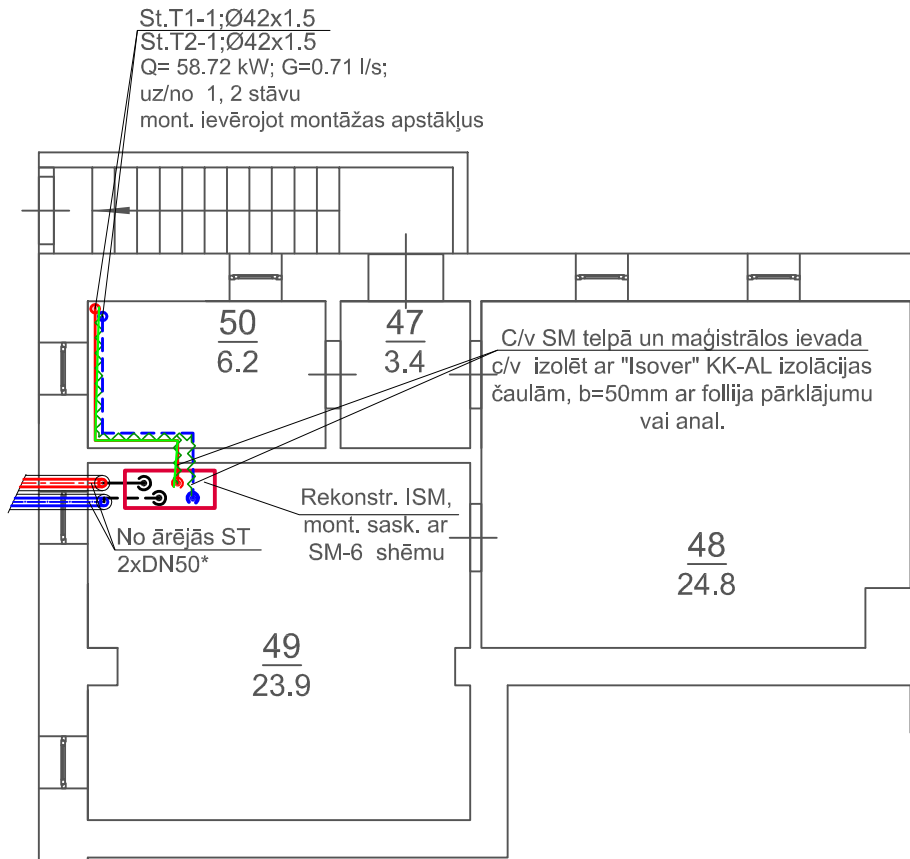 St.T1-1;Ø42x1.5
St.T2-1;Ø42x1.5
Q= 58.72 kW; G=0.71 l/s;
uz/no 1, 2 stāvu
mont. ievērojot montāžas apstākļus
50
6.2
47
3.4
C/v SM telpā un maģistrālos ievada
c/v izolēt ar "Isover" KK-AL izolācijas
čaulām, b=50mm ar follija pārklājumu
vai anal.
Rekonstr. ISM,
mont. sask. ar
SM-6 shēmu
No ārējās ST
2xDN50*
48
24.8
49
23.9